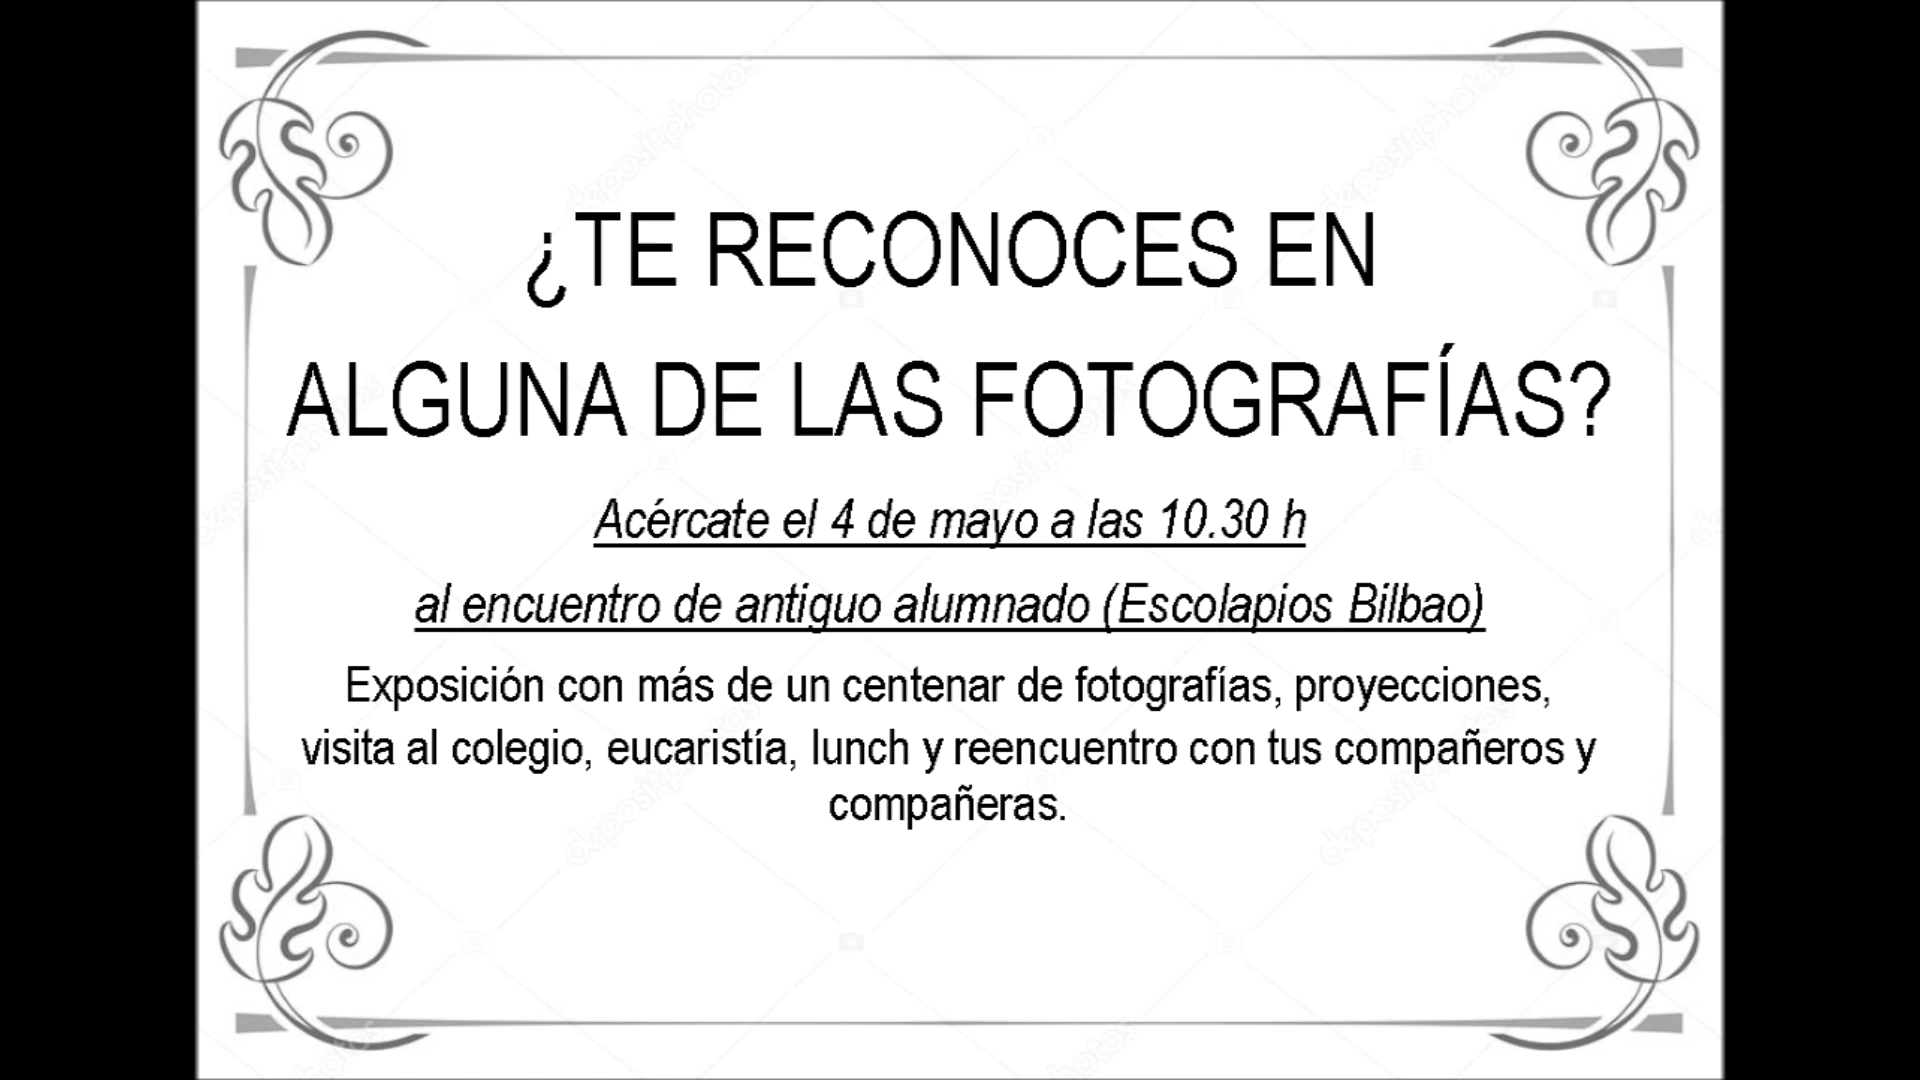 ¿TE RECONOCES EN
ALGUNA DE LAS FOTOGRAFÍAS?
Acércate el 4 de mayo a las 10.30 h
al encuentro de antiguo alumnado (Escolapios Bilbao)
Exposición con más de un centenar de fotografías, proyecciones,
visita al colegio, eucaristía, lunch y reencuentro con tus compañeros y
compañeras.
depositphotos